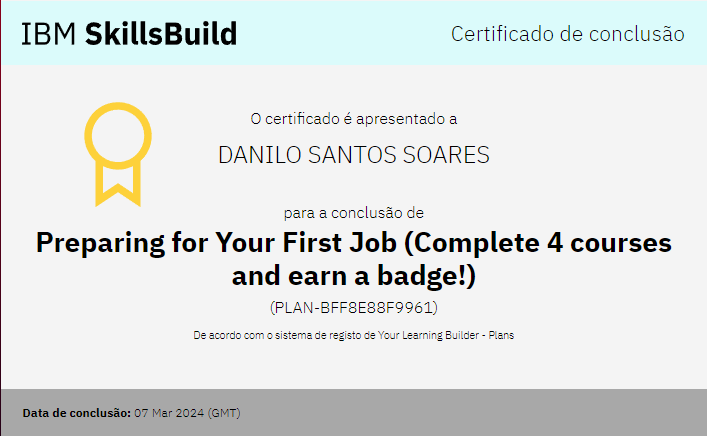 IBM SkillsBuild
Certificado de conclusão
O certificado é apresentado a
DANILO SANTOS SOARES
para a conclusão de
Preparing for Your First Job (Complete 4 courses
and earn a badge!)
(PLAN-BFF8E88F9961)
De acordo com o sistema de registo de Your Learning Builder - Plans
Data de conclusão: 07 Mar 2024 (GMT)